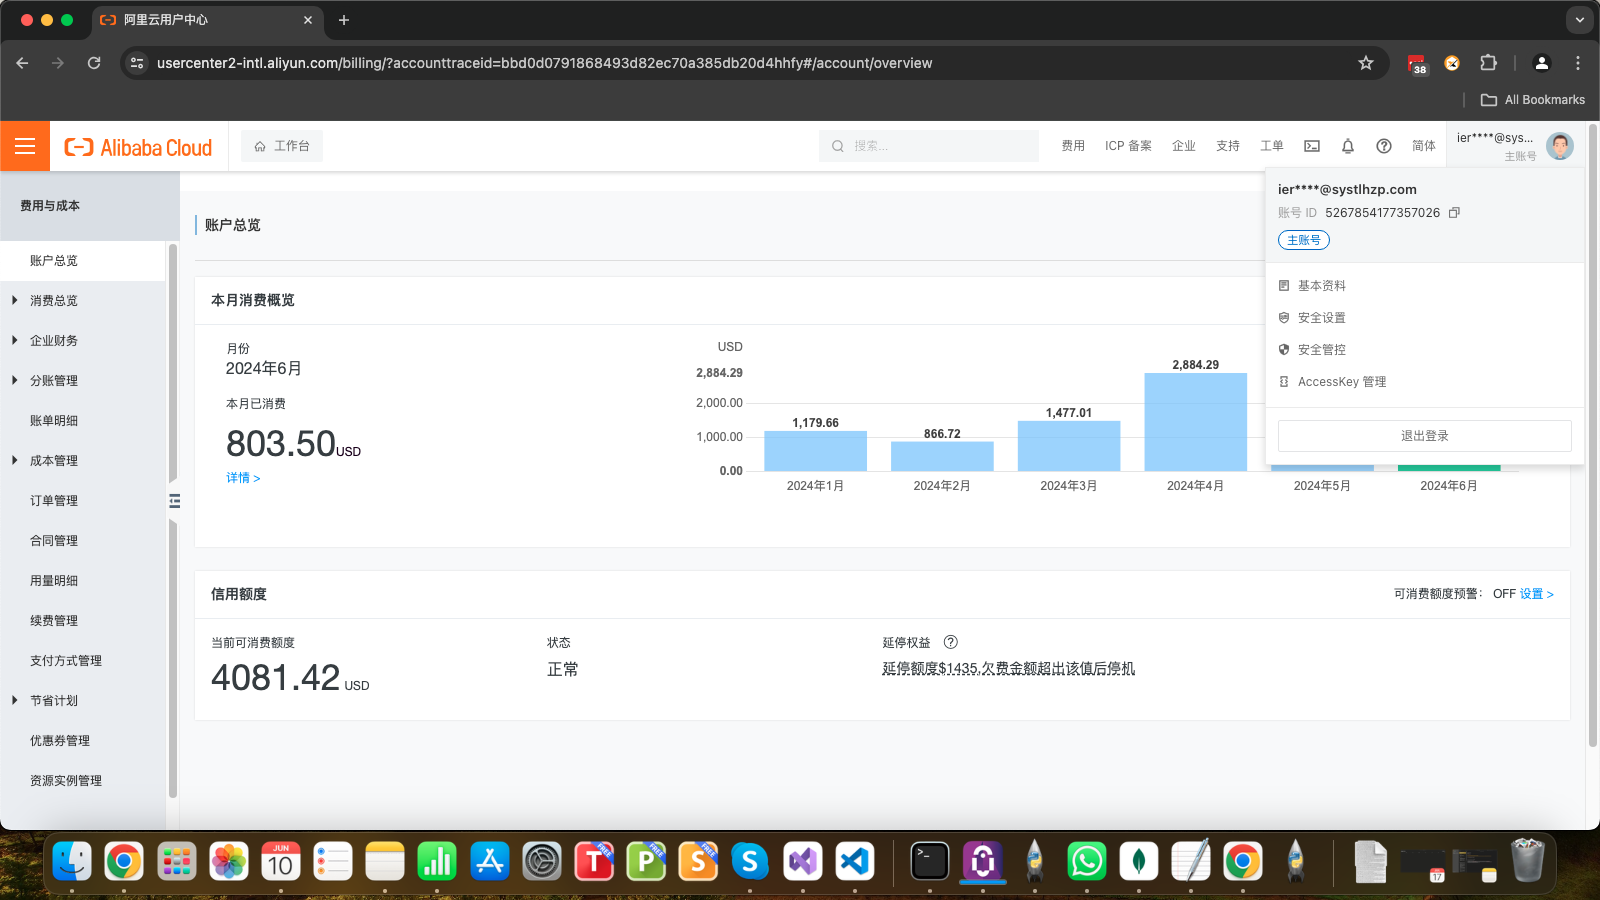 阿里云用户中心
usercenter2-intl.aliyun.com/billing/?accounttraceid=bbd0d0791868493d82ec70a385db20d4hhfy#/account/overview
38
All Bookmarks
Alibaba Cloud
工作台
搜索...
费用
ICP 备案
企业
支持
工单
简体
ier****@sys...
主账号
ier****@systlhzp.com
账号 ID 5267854177357026
主账号
基本资料
安全设置
安全管控
AccessKey 管理
退出登录
费用与成本
账户总览
消费总览
企业财务
分账管理
账单明细
成本管理
订单管理
合同管理
用量明细
续费管理
支付方式管理
节省计划
优惠券管理
资源实例管理
账户总览
本月消费概览
月份
2024年6月
本月已消费
803.50USD
详情 >
USD
2,884.29
2,000.00
1,000.00
0.00
1,179.66
866.72
1,477.01
2,884.29
2024年1月
2024年2月
2024年3月
2024年4月
2024年5月
2024年6月
信用额度
可消费额度预警： OFF 设置 >
当前可消费额度
4081.42 USD
状态
正常
延停权益
延停额度$1435,欠费金额超出该值后停机
JUN
10
T
FREE
P
FREE
S
FREE
S
17